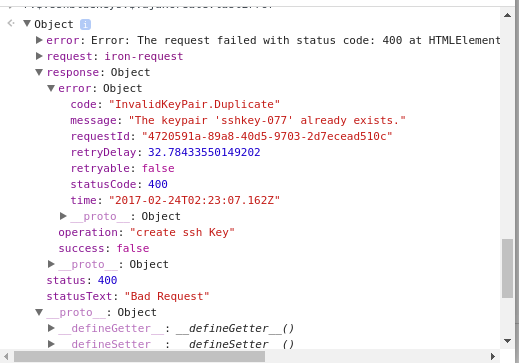 Object
error: Error: The request failed with status code: 400 at HTMLElement
request: iron-request
response: Object
error: Object
code: "InvalidKeyPair.Duplicate"
message: "The keypair 'sshkey-077' already exists."
requestId: "4720591a-89a8-40d5-9703-2d7ecead510c"
retryDelay: 32.78433550149202
retryable: false
statusCode: 400
time: "2017-02-24T02:23:07.162Z"
__proto__: Object
operation: "create ssh Key"
success: false
__proto__: Object
status: 400
statusText: "Bad Request"
__proto__: Object
__defineGetter__: __defineGetter__()
__defineSetter__: __defineSetter__()